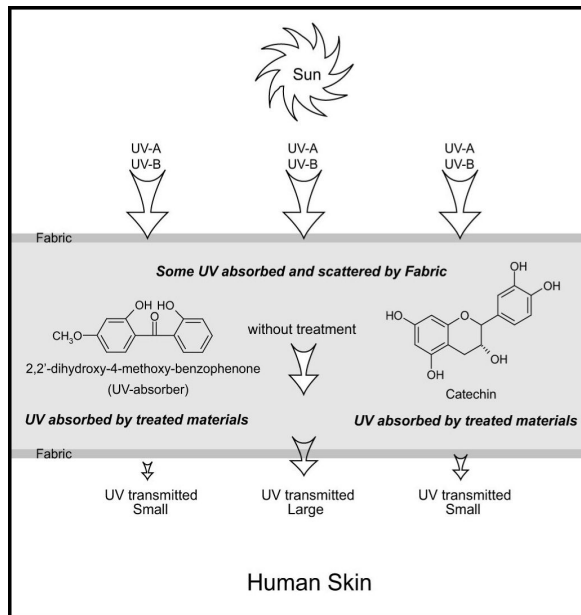 Sun
UV-A
UV-B
UV-A
UV-B
UV-A
UV-B
Fabric
Some UV absorbed and scattered by Fabric
OH
HO
CH₃O
O
2,2'-dihydroxy-4-methoxy-benzophenone
(UV-absorber)
UV absorbed by treated materials
without treatment
OH
OH
HO
O
OH
OH
Catechin
UV absorbed by treated materials
Fabric
UV transmitted
Small
UV transmitted
Large
UV transmitted
Small
Human Skin